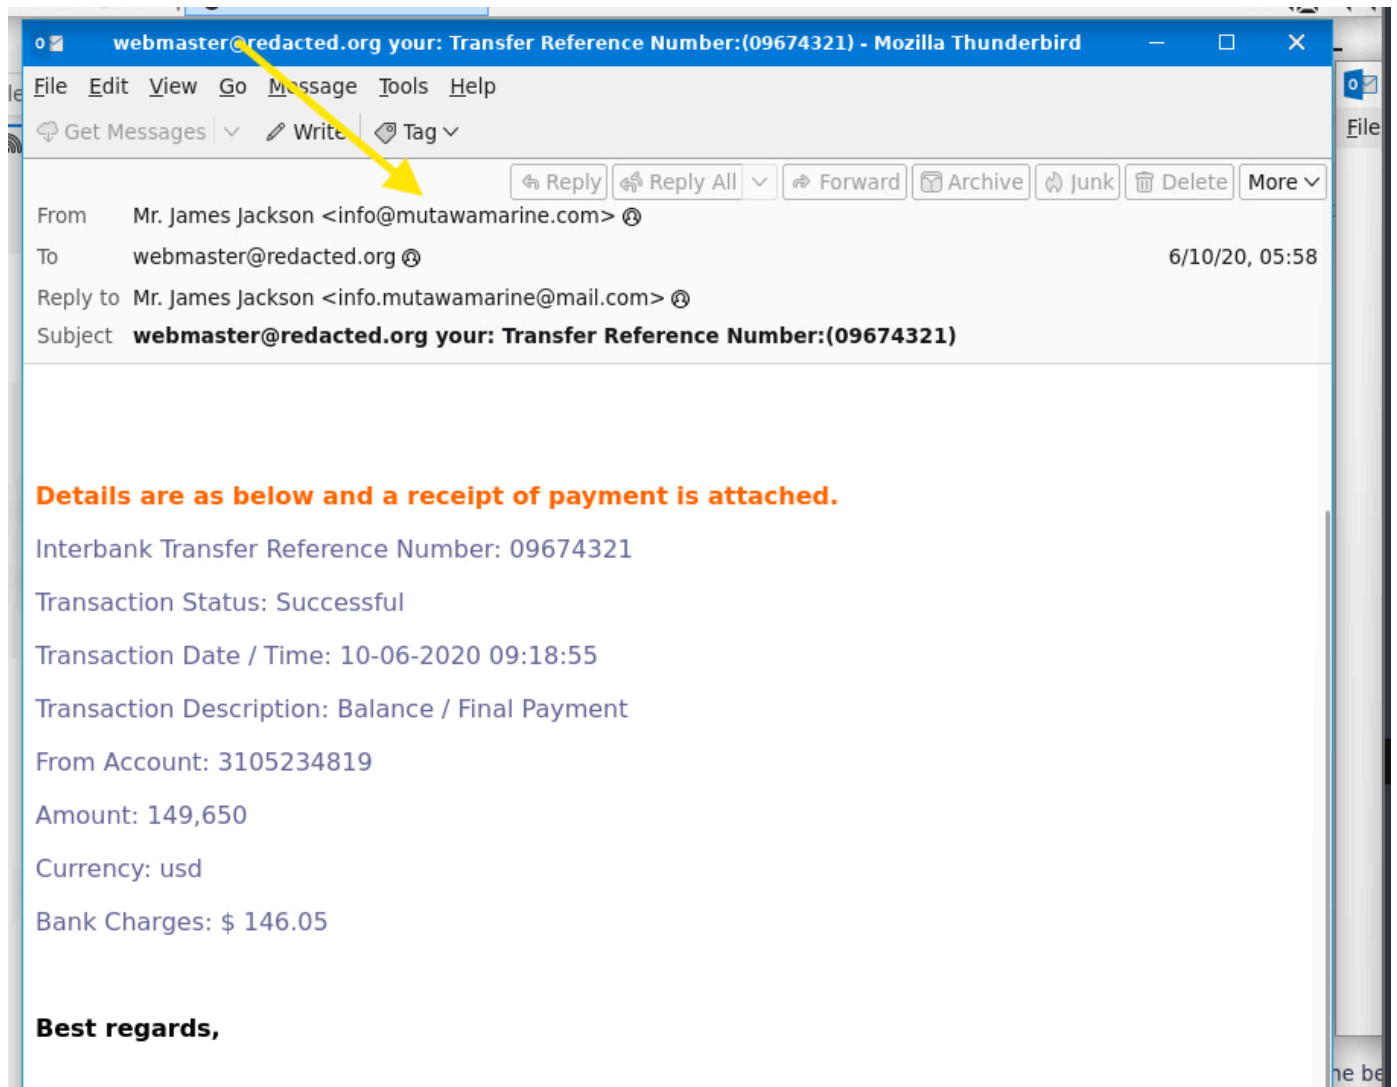 webmaster@redacted.org your: Transfer Reference Number:(09674321) - Mozilla Thunderbird
File Edit View Go Message Tools Help
Get Messages Write Tag
File
Reply Reply All Forward Archive Junk Delete More
From Mr. James Jackson <info@mutawamarine.com>
To webmaster@redacted.org 6/10/20, 05:58
Reply to Mr. James Jackson <info.mutawamarine@mail.com>
Subject webmaster@redacted.org your: Transfer Reference Number:(09674321)
Details are as below and a receipt of payment is attached.
Interbank Transfer Reference Number: 09674321
Transaction Status: Successful
Transaction Date / Time: 10-06-2020 09:18:55
Transaction Description: Balance / Final Payment
From Account: 3105234819
Amount: 149,650
Currency: usd
Bank Charges: $ 146.05
Best regards,